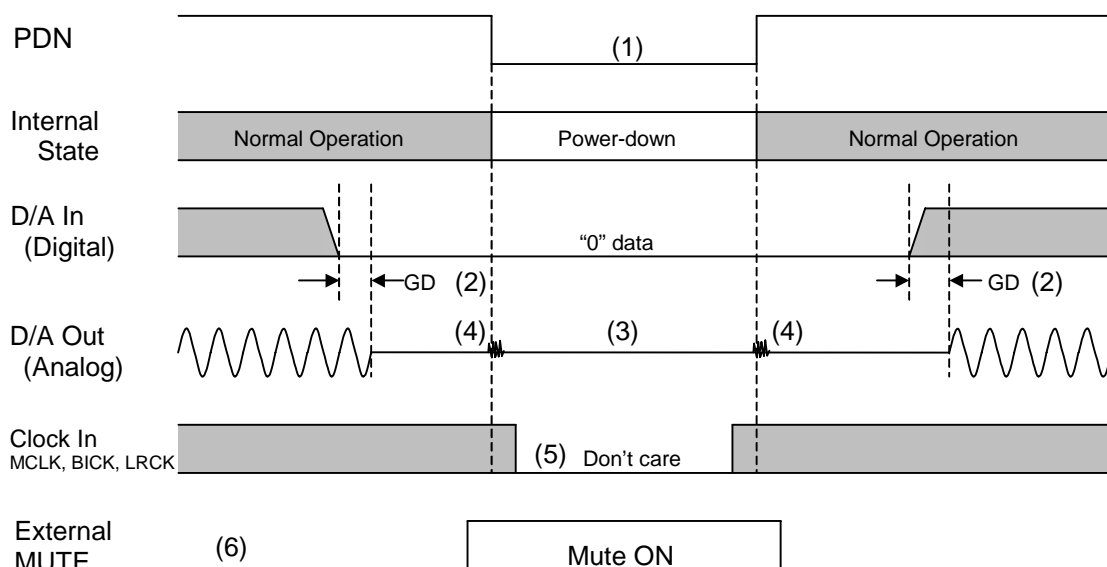 PDN
(1)
Internal
State
Normal Operation
Power-down
Normal Operation
D/A In
(Digital)
“0” data
GD (2)
GD (2)
D/A Out
(Analog)
(4)
(3)
(4)
Clock In
MCLK, BICK, LRCK
(5) Don’t care
External
MUTE
(6)
Mute ON